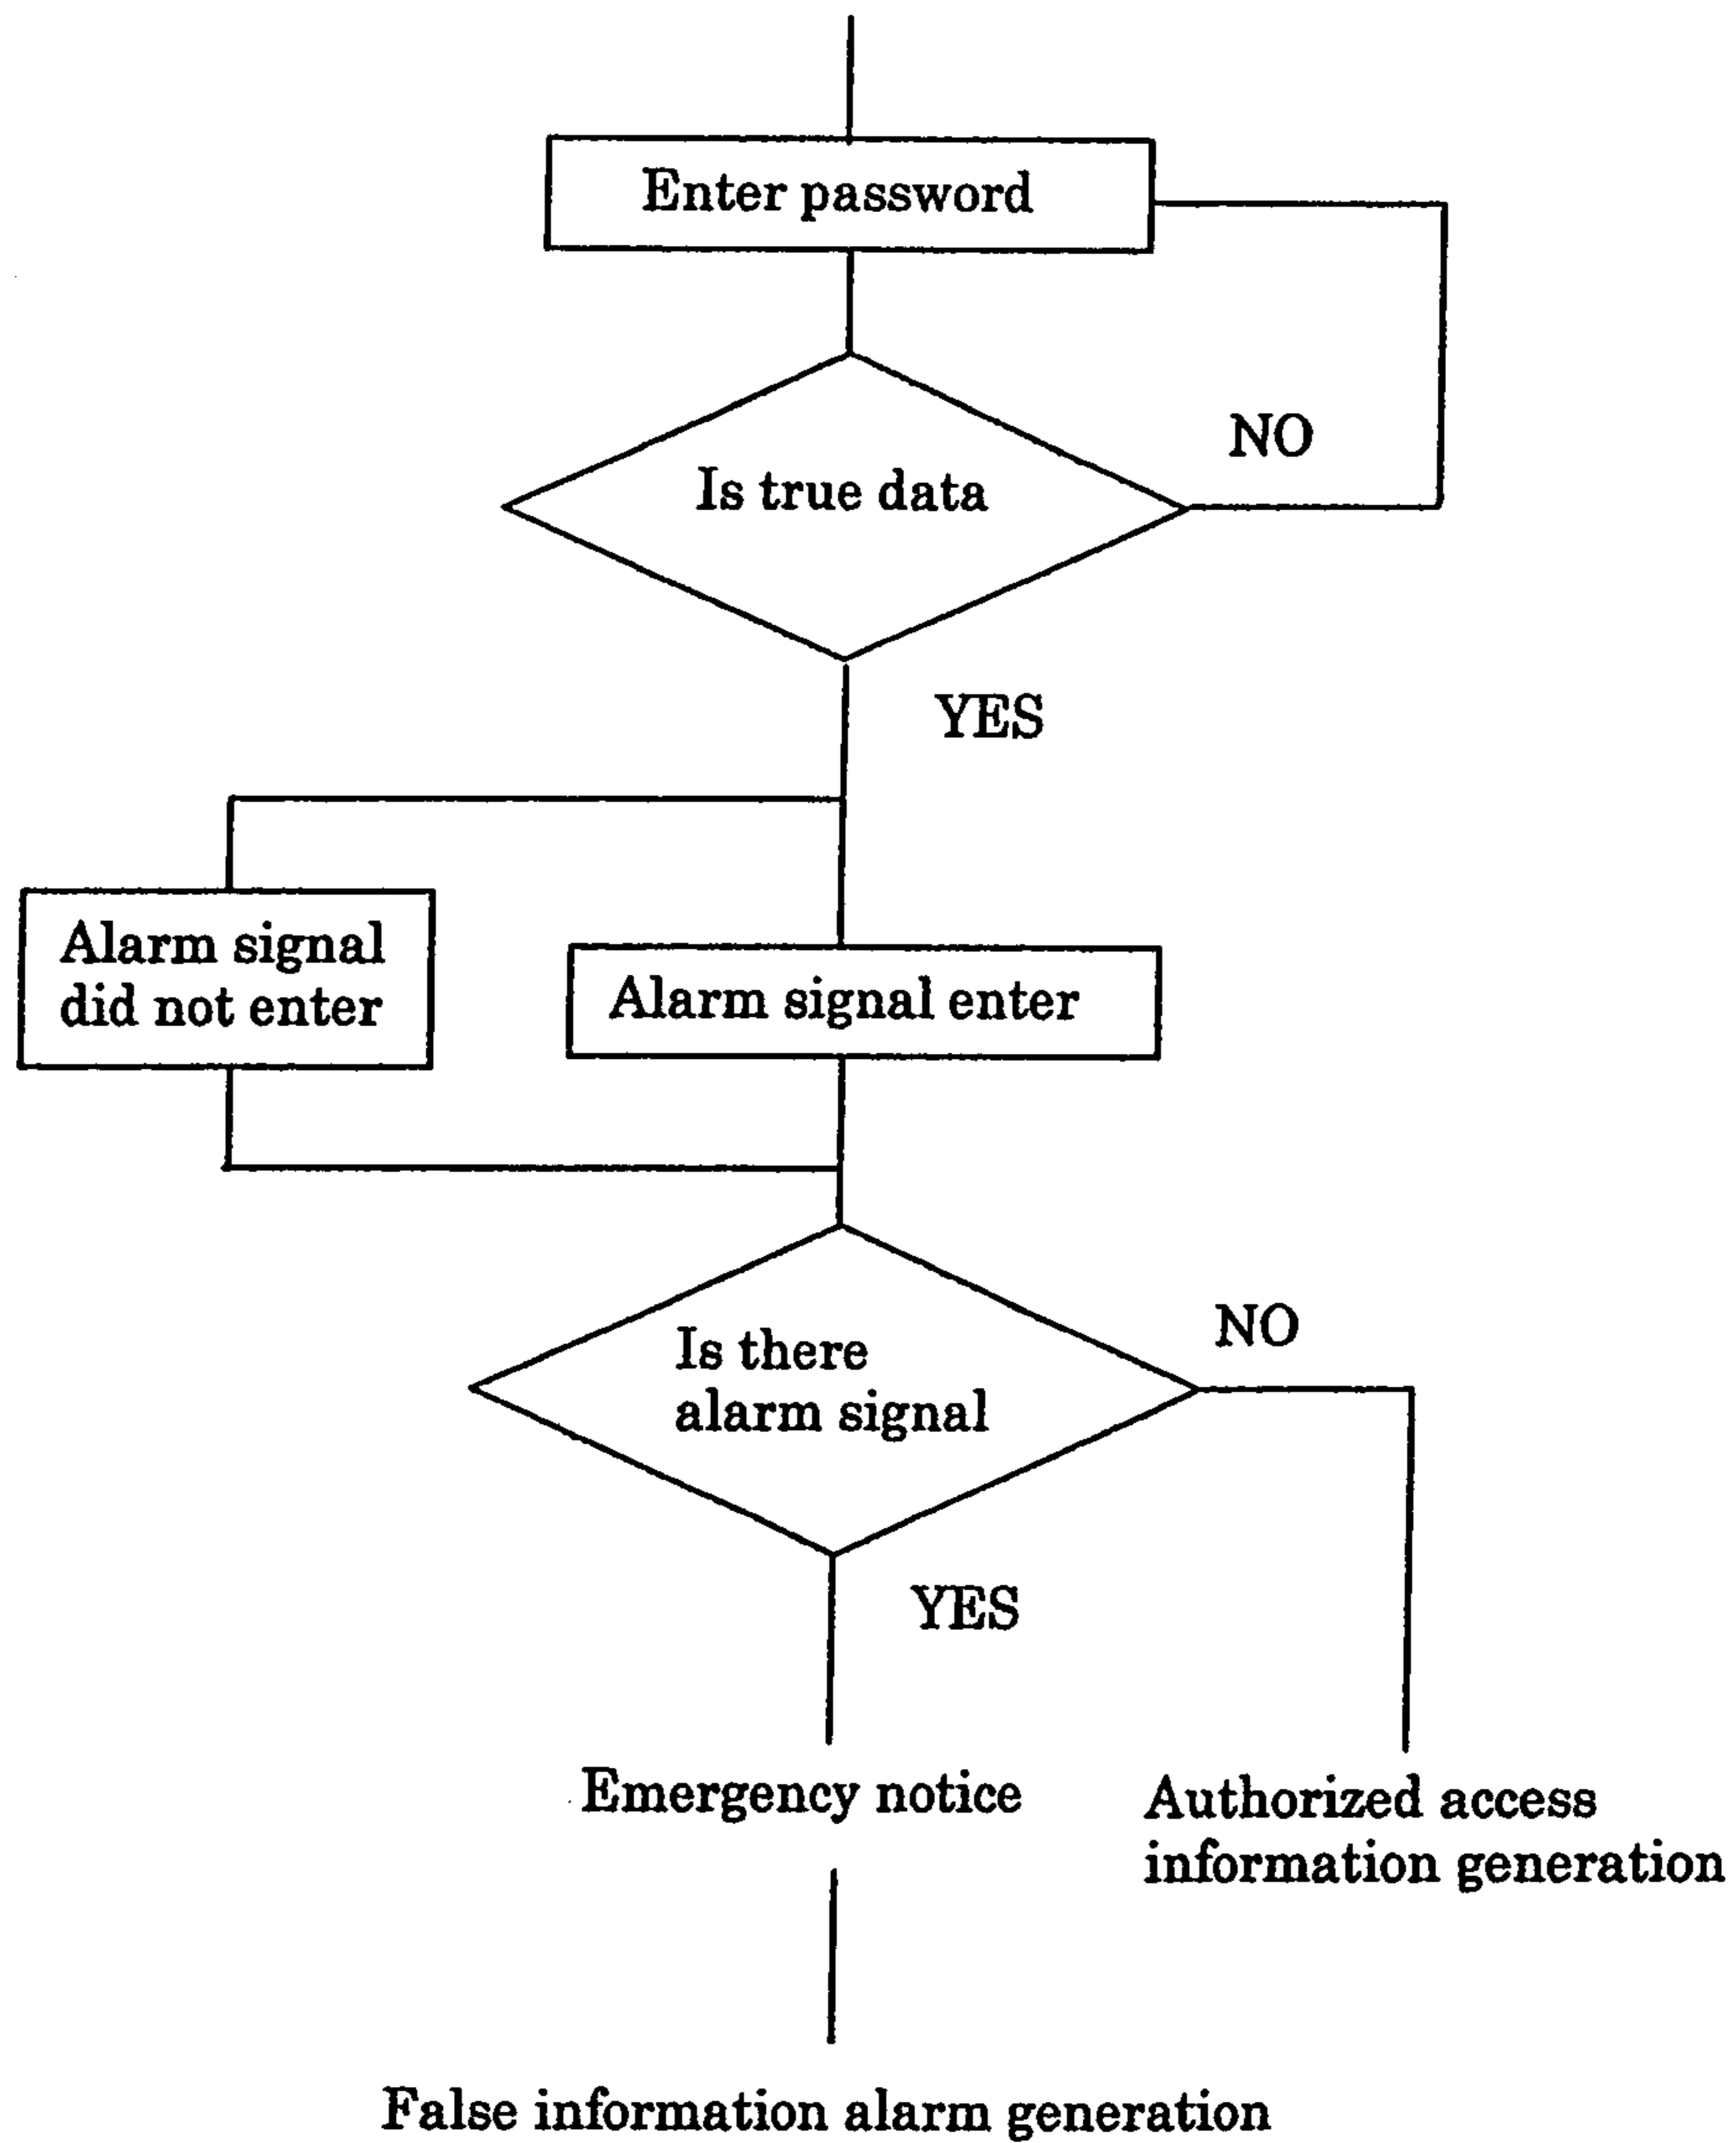 Enter password
NO
Is true data
YES
Alarm signal
did not enter
Alarm signal enter
NO
Is there
alarm signal
YES
Emergency notice
Authorized access
information generation
False information alarm generation